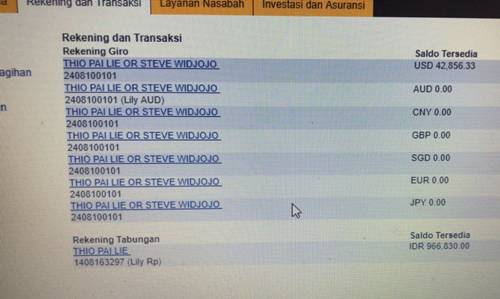 Rekening dan Transaksi
Layanan Nasabah
Investasi dan Asuransi
agihan
Rekening dan Transaksi
Rekening Giro Saldo Tersedia
THIO PAI LIE OR STEVE WIDJOJO USD 42,856.33
2408100101
THIO PAI LIE OR STEVE WIDJOJO AUD 0.00
2408100101 (Lily AUD)
THIO PAI LIE OR STEVE WIDJOJO CNY 0.00
2408100101
THIO PAI LIE OR STEVE WIDJOJO GBP 0.00
2408100101
THIO PAI LIE OR STEVE WIDJOJO SGD 0.00
2408100101
THIO PAI LIE OR STEVE WIDJOJO EUR 0.00
2408100101
THIO PAI LIE OR STEVE WIDJOJO JPY 0.00
2408100101
Rekening Tabungan Saldo Tersedia
THIO PAI LIE IDR 966,830.00
1408163297 (Lily Rp)